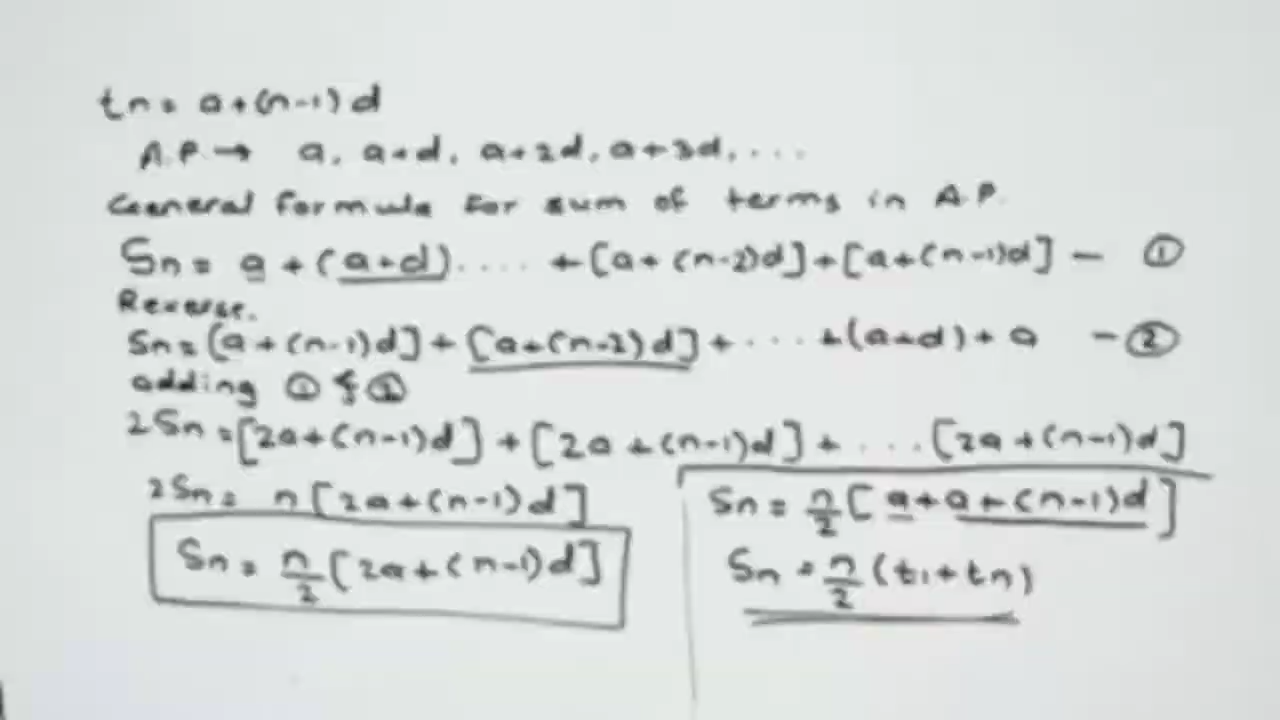 tn = a+(n-1)d
A.P. → a, a+d, a+2d, a+3d, ...
General formula for sum of terms in A.P.
Sn = a + (a+d) .... + [a+(n-2)d] + [a+(n-1)d] - ①
Reverse.
Sn = [a+(n-1)d] + [a+(n-2)d] + ... + (a+d) + a - ②
adding ① & ②
2Sn = [2a+(n-1)d] + [2a+(n-1)d] + ... [2a+(n-1)d]
2Sn = n[2a+(n-1)d]
Sn = n/2 [2a+(n-1)d]
Sn = n/2 [a+a+(n-1)d]
Sn = n/2 (t1+tn)